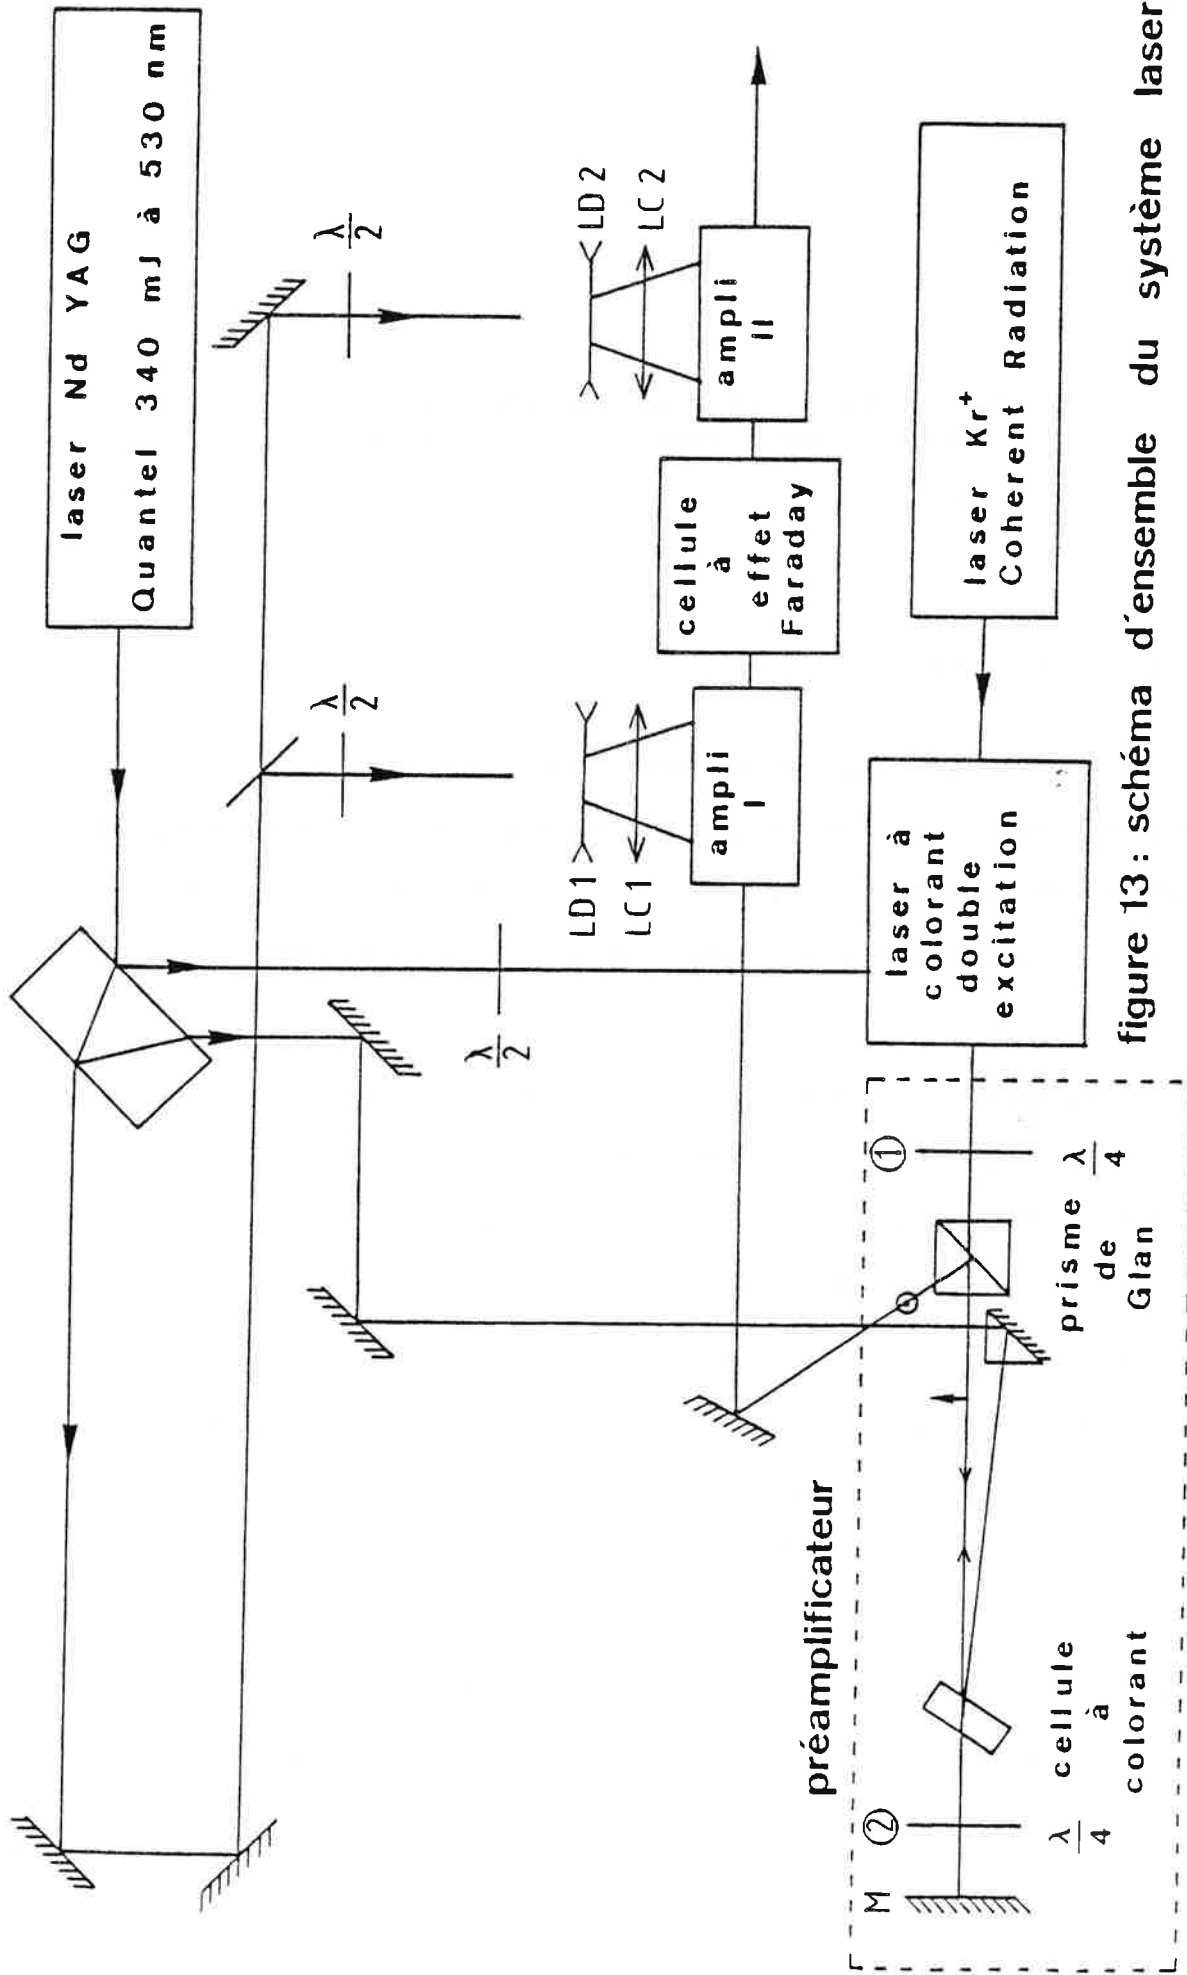 laser Nd YAG
Quantel 340 mJ à 530 nm
λ/2
λ/2
λ/2
LD1
LC1
LD2
LC2
ampli
I
cellule
à
effet
Faraday
ampli
II
laser à
colorant
double
excitation
laser Kr+
Coherent Radiation
préamplificateur
M
②
λ/4
cellule
à
colorant
①
λ/4
prisme
de
Glan
figure 13: schéma d'ensemble du système laser